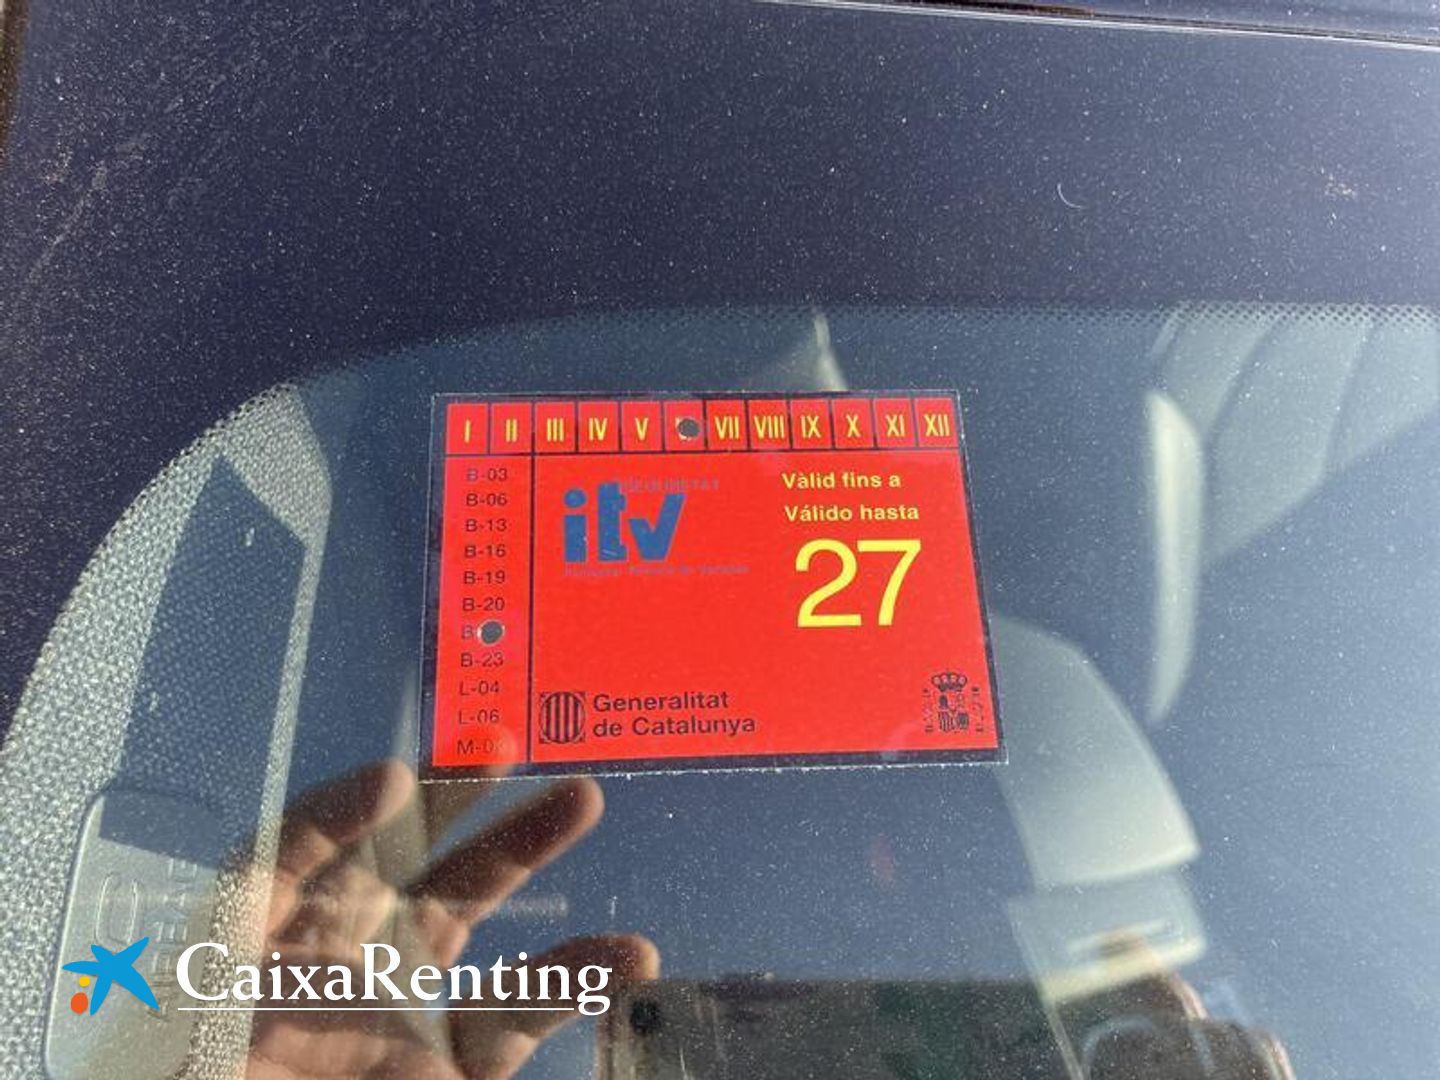 I II III IV V VII VIII IX X XI XII
B-03
B-06
B-13
B-16
B-19
B-20
B
B-23
L-04
L-06
SEGURETAT
itv
Vàlid fins a
Válido hasta
27
Generalitat
de Catalunya
CaixaRenting